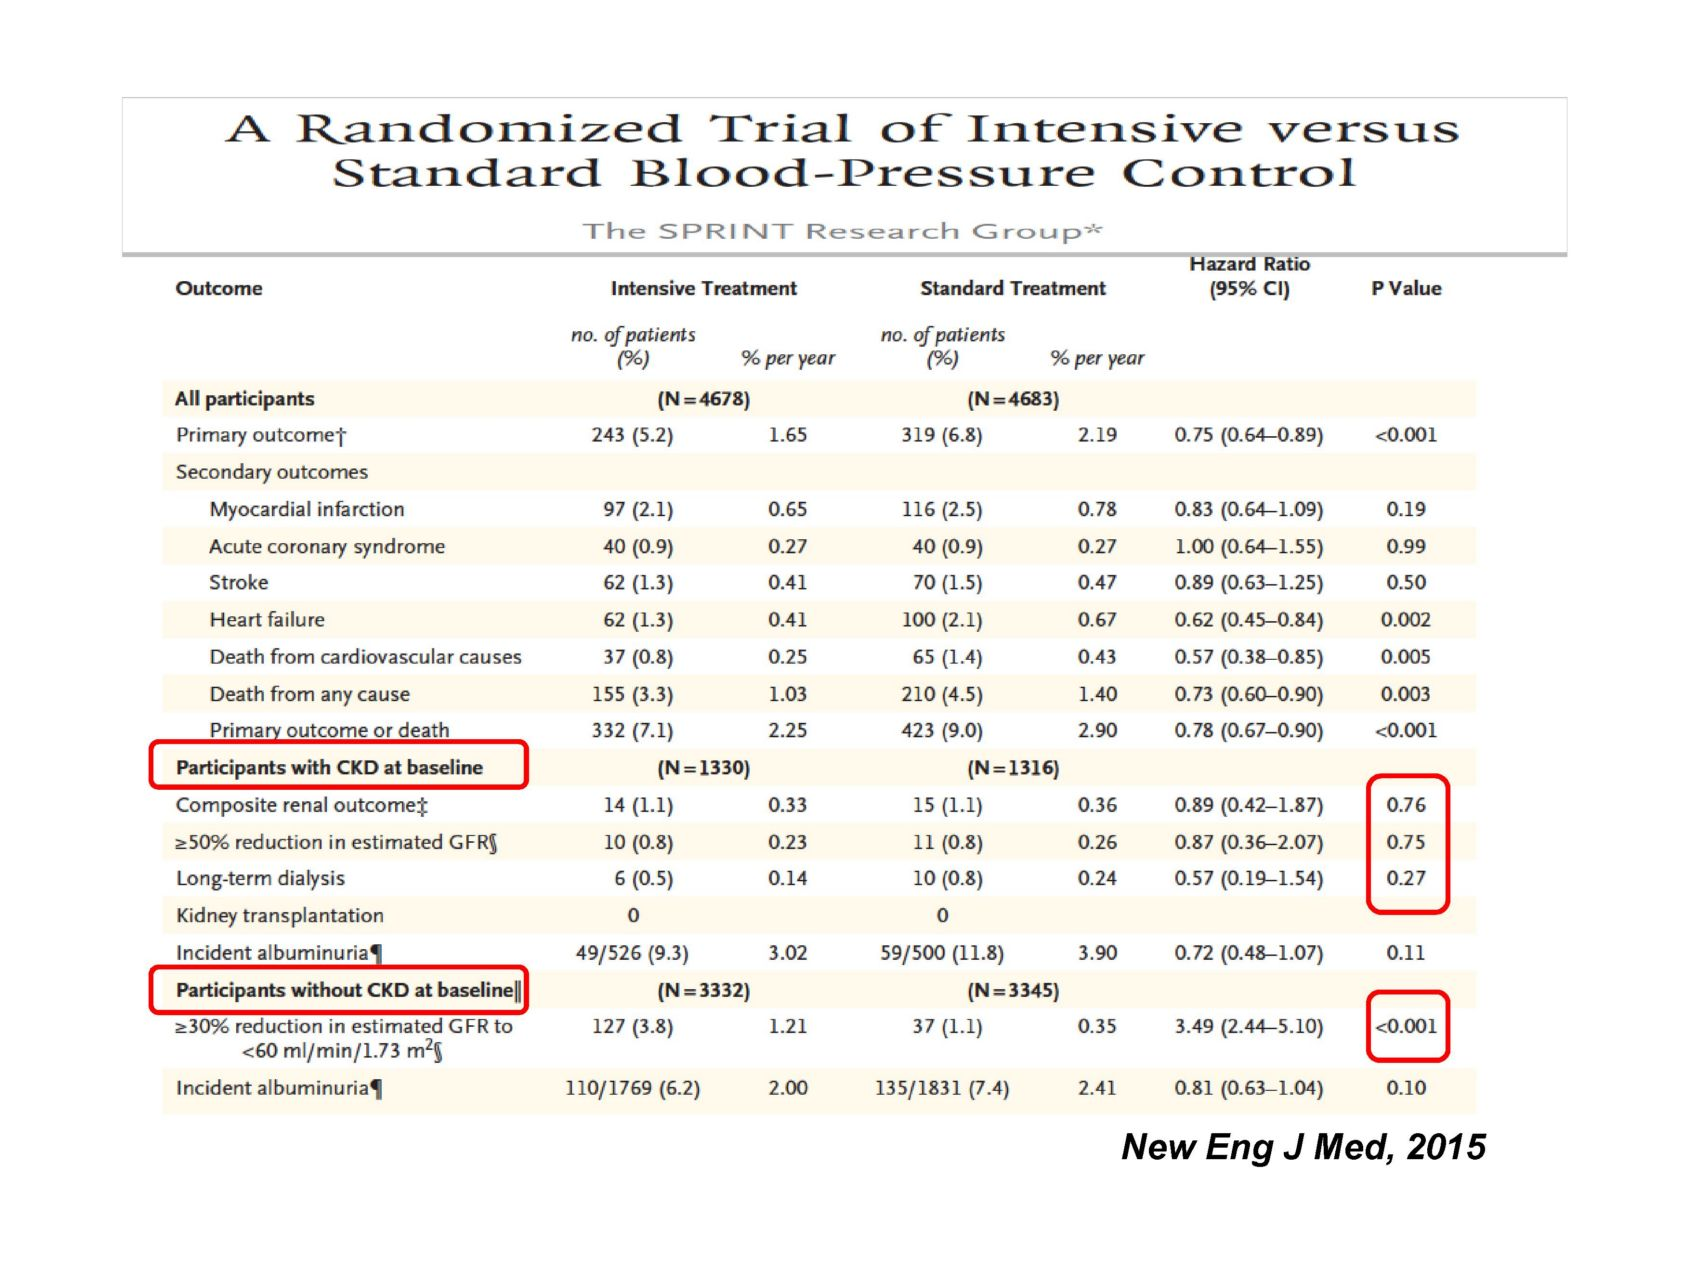 A Randomized Trial of Intensive versus
Standard Blood-Pressure Control
The SPRINT Research Group*
Outcome Intensive Treatment Standard Treatment Hazard Ratio (95% CI) P Value
no. of patients (%) % per year no. of patients (%) % per year
All participants (N=4678) (N=4683)
Primary outcome† 243 (5.2) 1.65 319 (6.8) 2.19 0.75 (0.64–0.89) <0.001
Secondary outcomes
Myocardial infarction 97 (2.1) 0.65 116 (2.5) 0.78 0.83 (0.64–1.09) 0.19
Acute coronary syndrome 40 (0.9) 0.27 40 (0.9) 0.27 1.00 (0.64–1.55) 0.99
Stroke 62 (1.3) 0.41 70 (1.5) 0.47 0.89 (0.63–1.25) 0.50
Heart failure 62 (1.3) 0.41 100 (2.1) 0.67 0.62 (0.45–0.84) 0.002
Death from cardiovascular causes 37 (0.8) 0.25 65 (1.4) 0.43 0.57 (0.38–0.85) 0.005
Death from any cause 155 (3.3) 1.03 210 (4.5) 1.40 0.73 (0.60–0.90) 0.003
Primary outcome or death 332 (7.1) 2.25 423 (9.0) 2.90 0.78 (0.67–0.90) <0.001
Participants with CKD at baseline (N=1330) (N=1316)
Composite renal outcome‡ 14 (1.1) 0.33 15 (1.1) 0.36 0.89 (0.42–1.87) 0.76
≥50% reduction in estimated GFR§ 10 (0.8) 0.23 11 (0.8) 0.26 0.87 (0.36–2.07) 0.75
Long-term dialysis 6 (0.5) 0.14 10 (0.8) 0.24 0.57 (0.19–1.54) 0.27
Kidney transplantation 0 0
Incident albuminuria¶ 49/526 (9.3) 3.02 59/500 (11.8) 3.90 0.72 (0.48–1.07) 0.11
Participants without CKD at baseline‖ (N=3332) (N=3345)
≥30% reduction in estimated GFR to 127 (3.8) 1.21 37 (1.1) 0.35 3.49 (2.44–5.10) <0.001
<60 ml/min/1.73 m²§
Incident albuminuria¶ 110/1769 (6.2) 2.00 135/1831 (7.4) 2.41 0.81 (0.63–1.04) 0.10
New Eng J Med, 2015